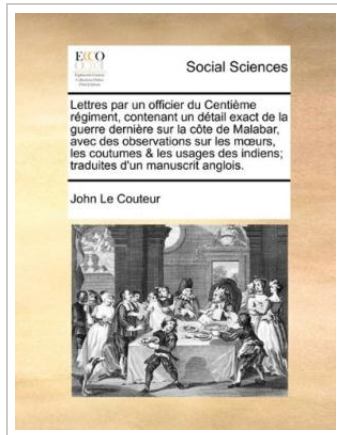 ECCO
Social Sciences
Lettres par un officier du Centième
régiment, contenant un détail exact de la
guerre dernière sur la côte de Malabar,
avec des observations sur les mœurs,
les coutumes & les usages des indiens;
traduites d'un manuscrit anglois.
John Le Couteur